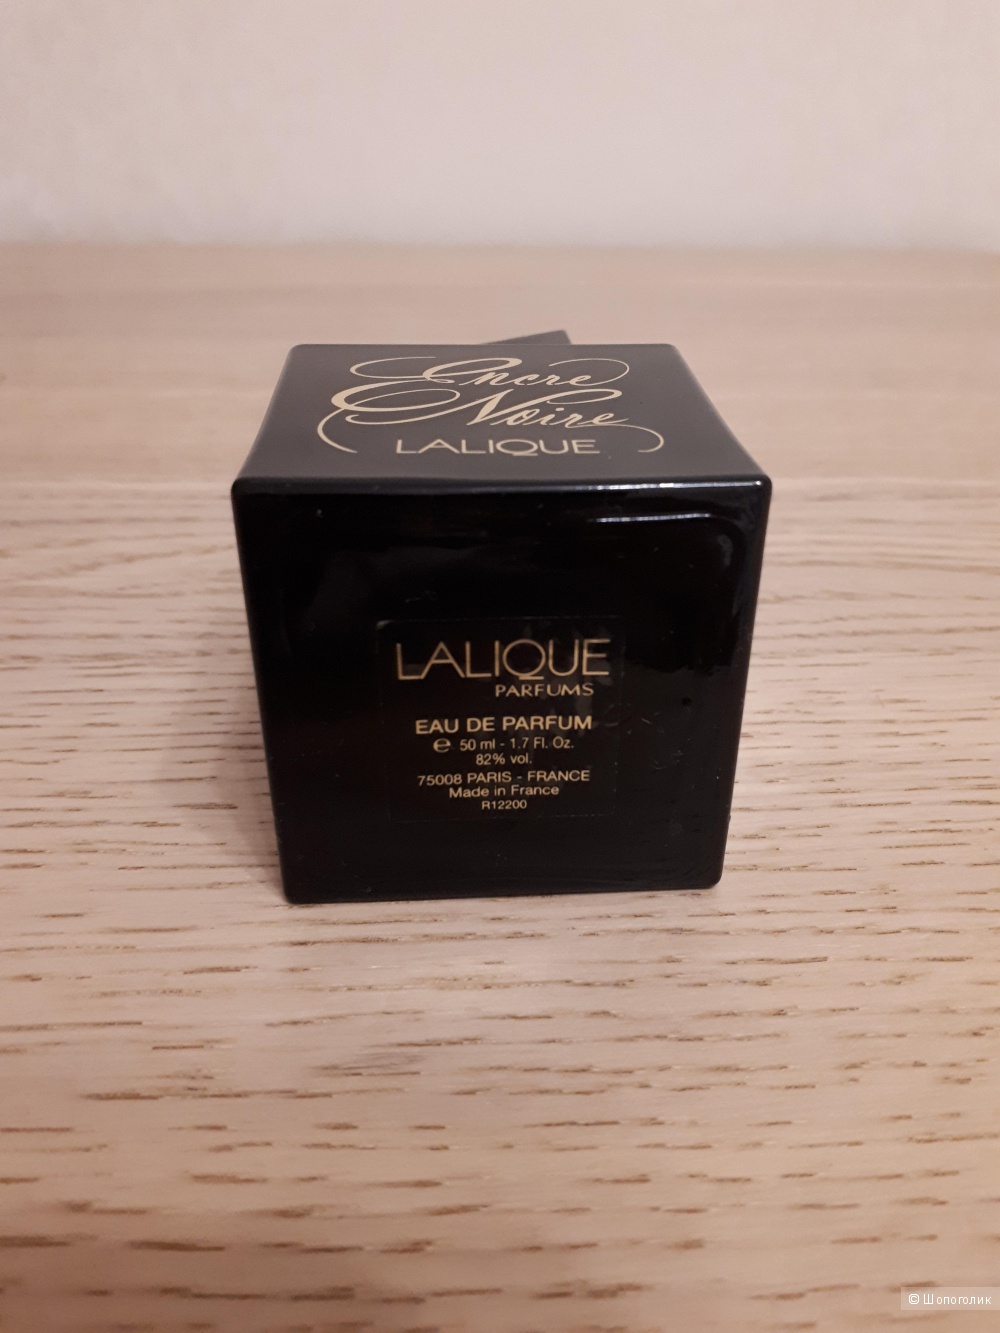 Encre
Noire
LALIQUE
LALIQUE
PARFUMS
EAU DE PARFUM
℮ 50 ml - 1.7 Fl. Oz.
82% vol.
75008 PARIS - FRANCE
Made in France
R12200
© Шопоголик